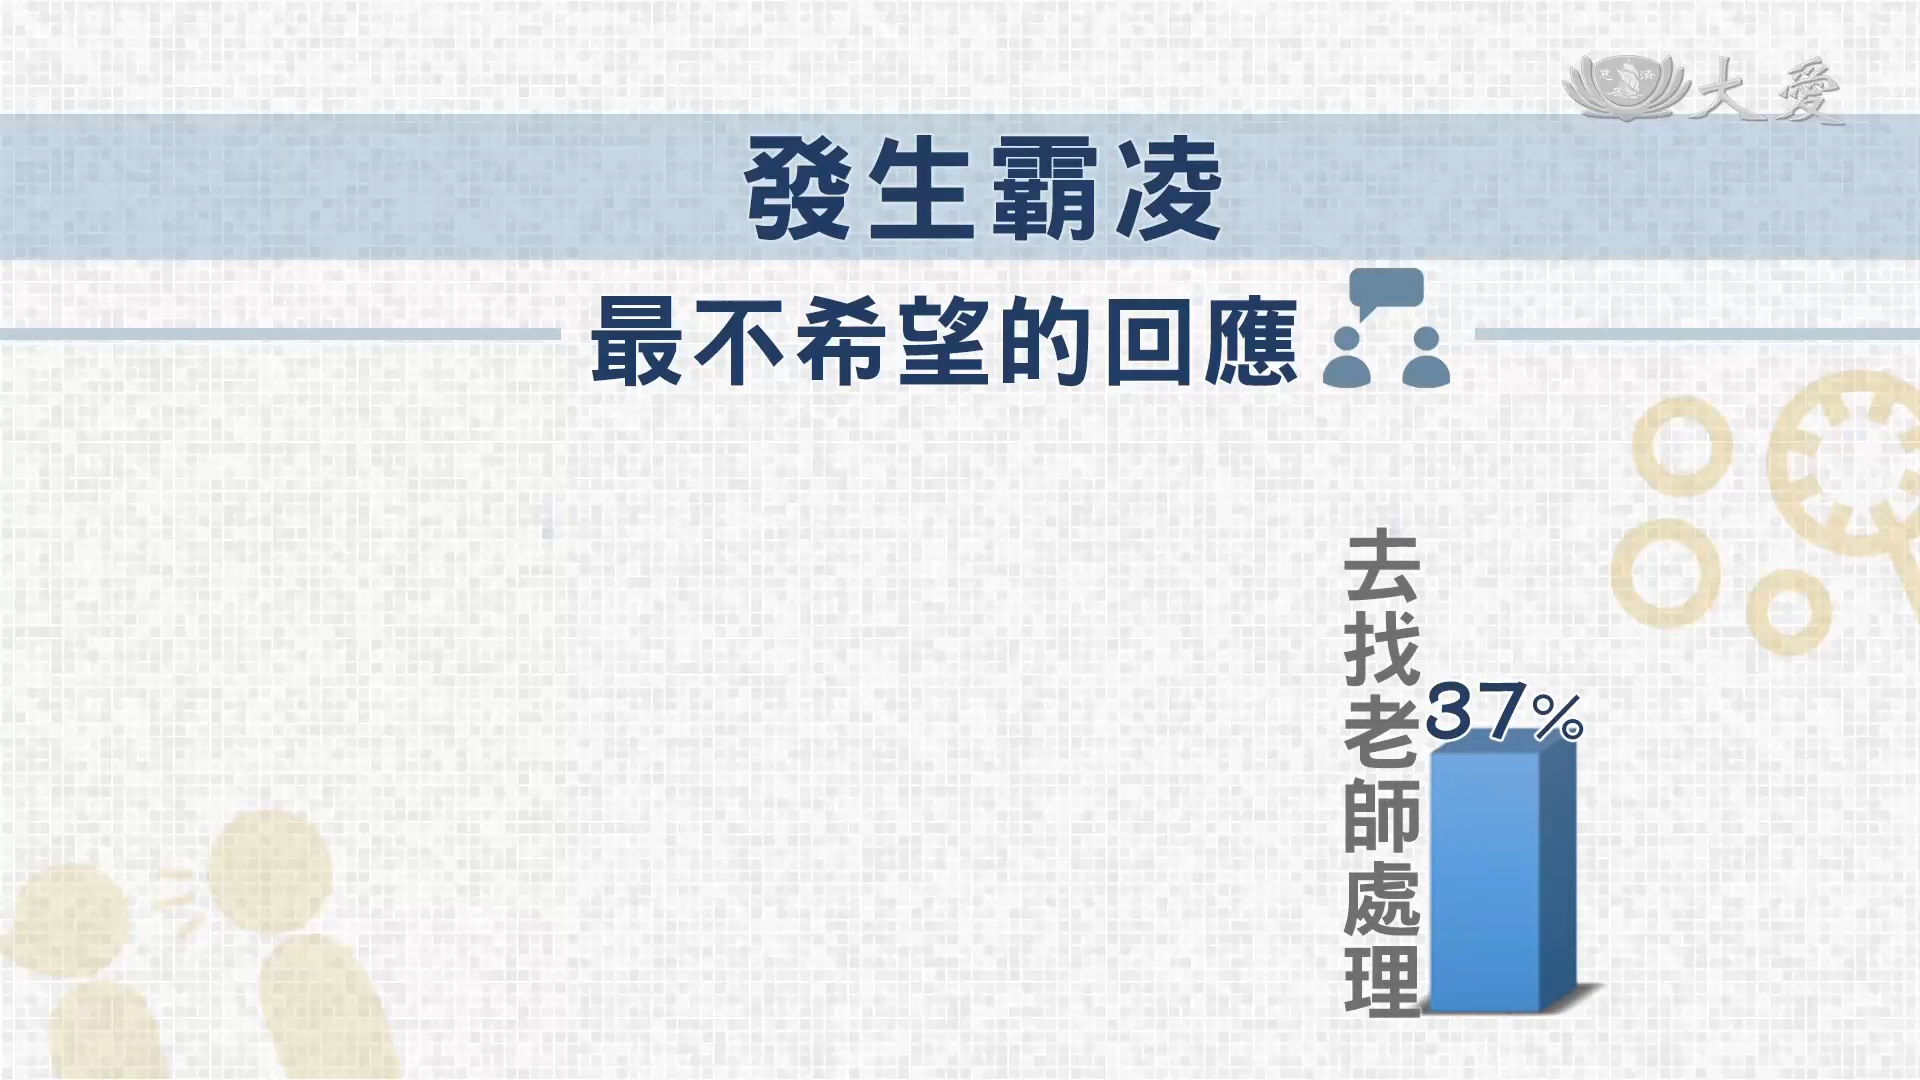 大愛
發生霸凌
最不希望的回應
去找老師處理
37%